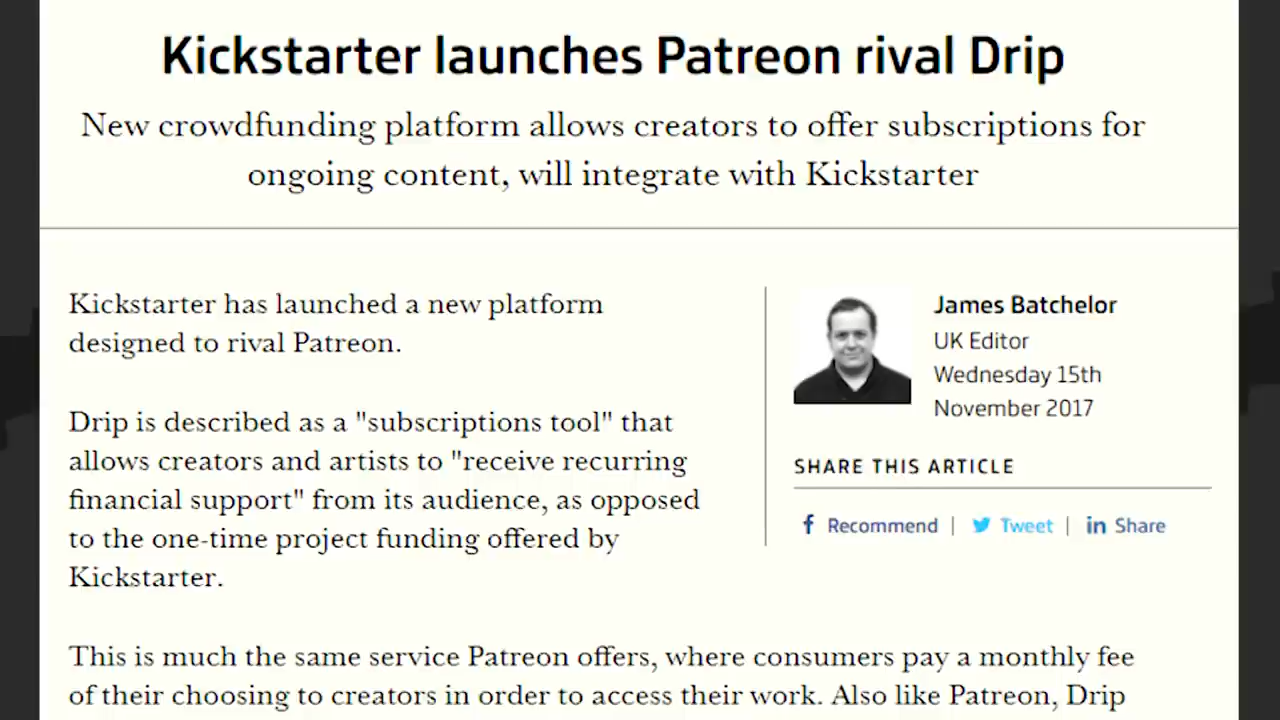 Kickstarter launches Patreon rival Drip
New crowdfunding platform allows creators to offer subscriptions for
ongoing content, will integrate with Kickstarter
Kickstarter has launched a new platform
designed to rival Patreon.
Drip is described as a "subscriptions tool" that
allows creators and artists to "receive recurring
financial support" from its audience, as opposed
to the one-time project funding offered by
Kickstarter.
This is much the same service Patreon offers, where consumers pay a monthly fee
of their choosing to creators in order to access their work. Also like Patreon, Drip
James Batchelor
UK Editor
Wednesday 15th
November 2017
SHARE THIS ARTICLE
Recommend | Tweet | in Share